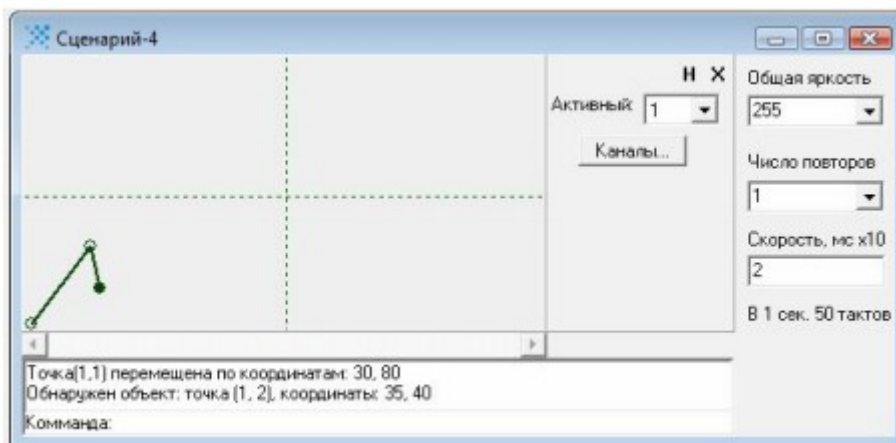 Сценарий-4
Н Х
Активный: 1
Каналы...
Общая яркость
255
Число повторов
1
Скорость, мс x10
2
В 1 сек. 50 тактов
Точка(1,1) перемещена по координатам: 30, 80
Обнаружен объект: точка (1, 2), координаты: 35, 40
Комманда: